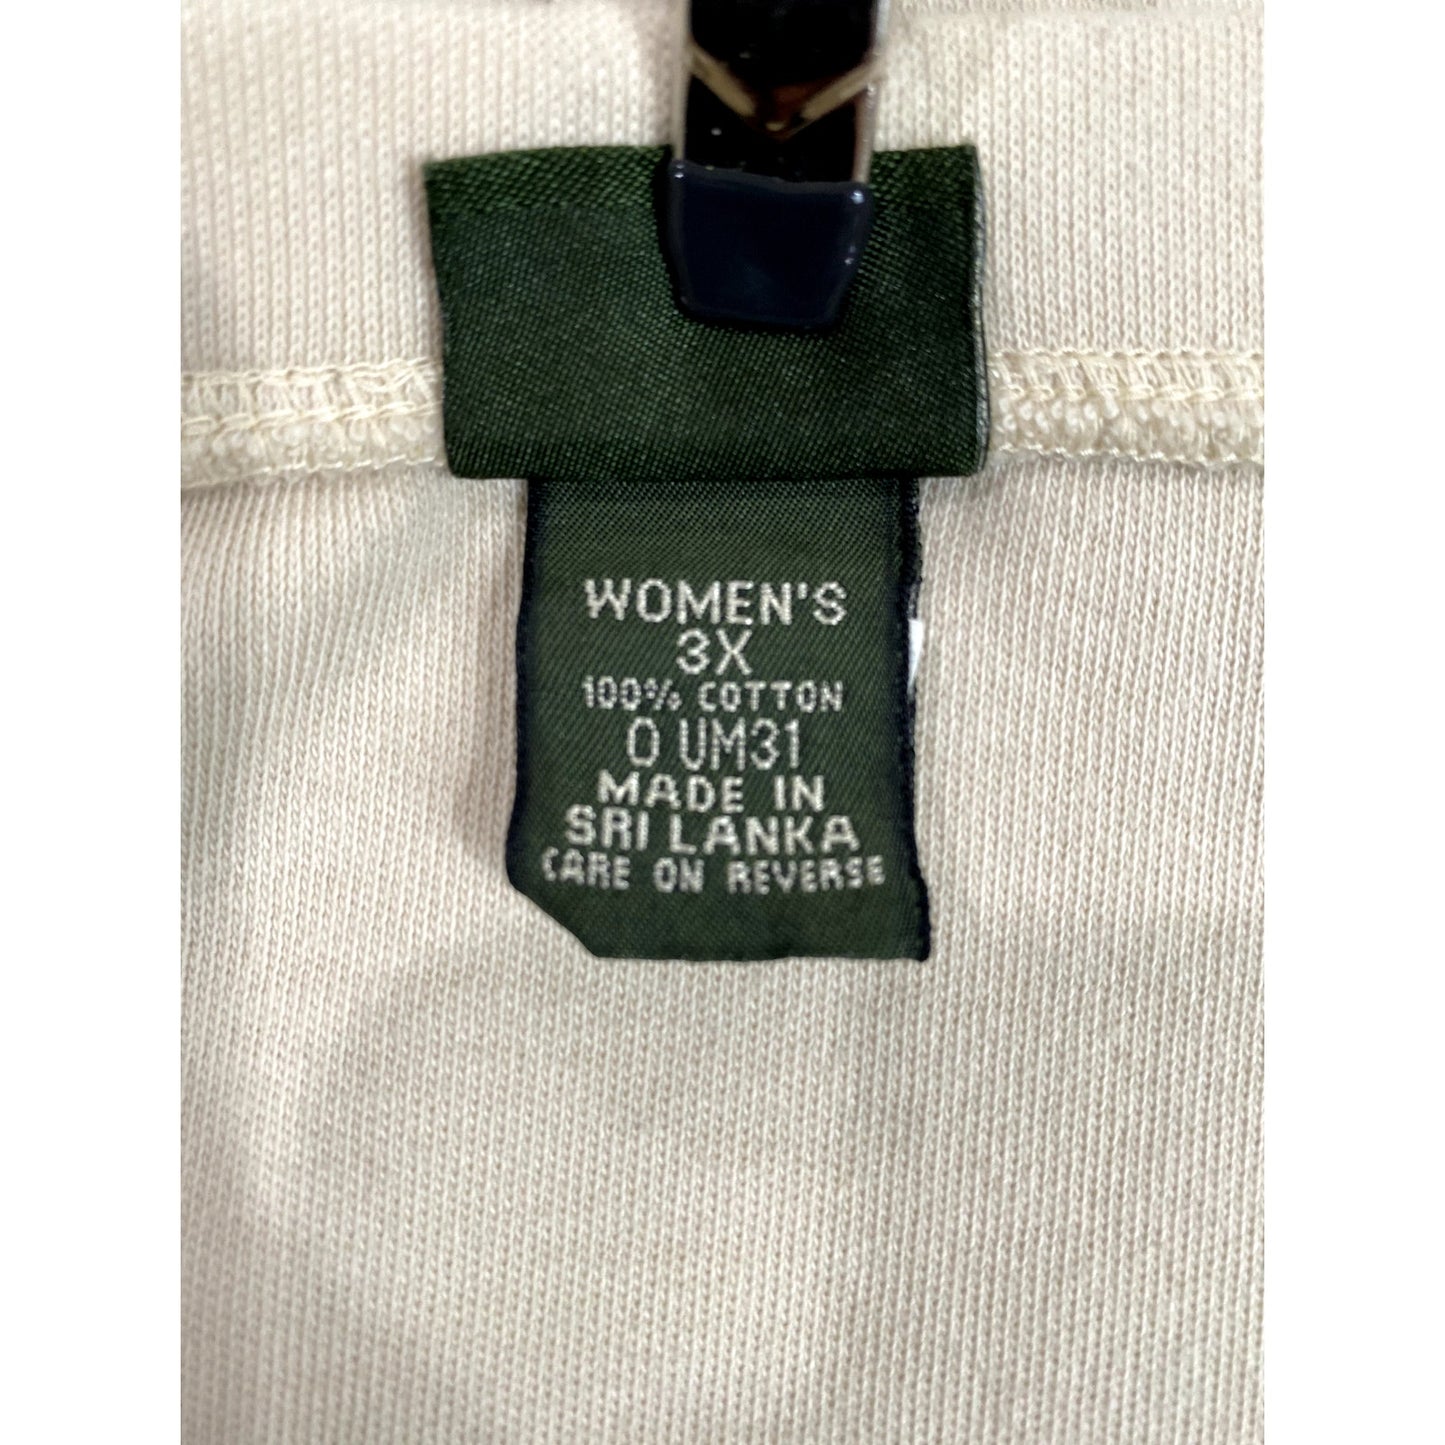 WOMEN'S
3X
100% COTTON
0 UM31
MADE IN
SRI LANKA
CARE ON REVERSE